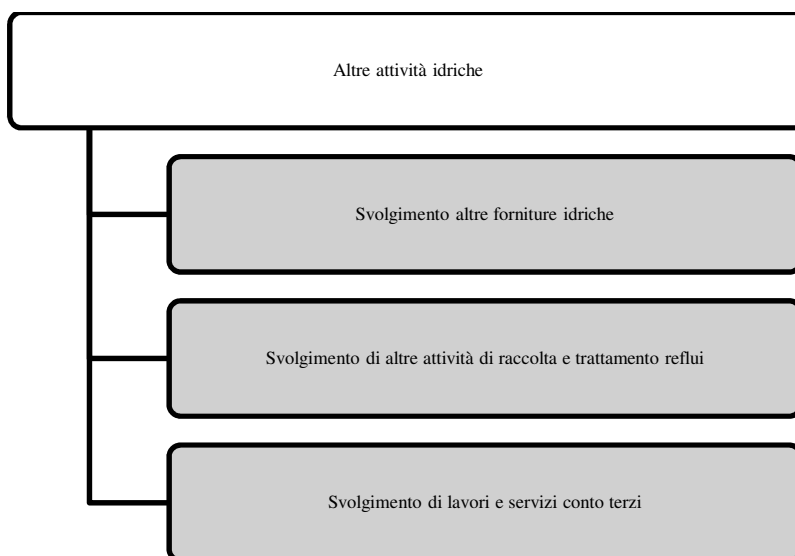 Altre attività idriche
Svolgimento altre forniture idriche
Svolgimento di altre attività di raccolta e trattamento reflui
Svolgimento di lavori e servizi conto terzi